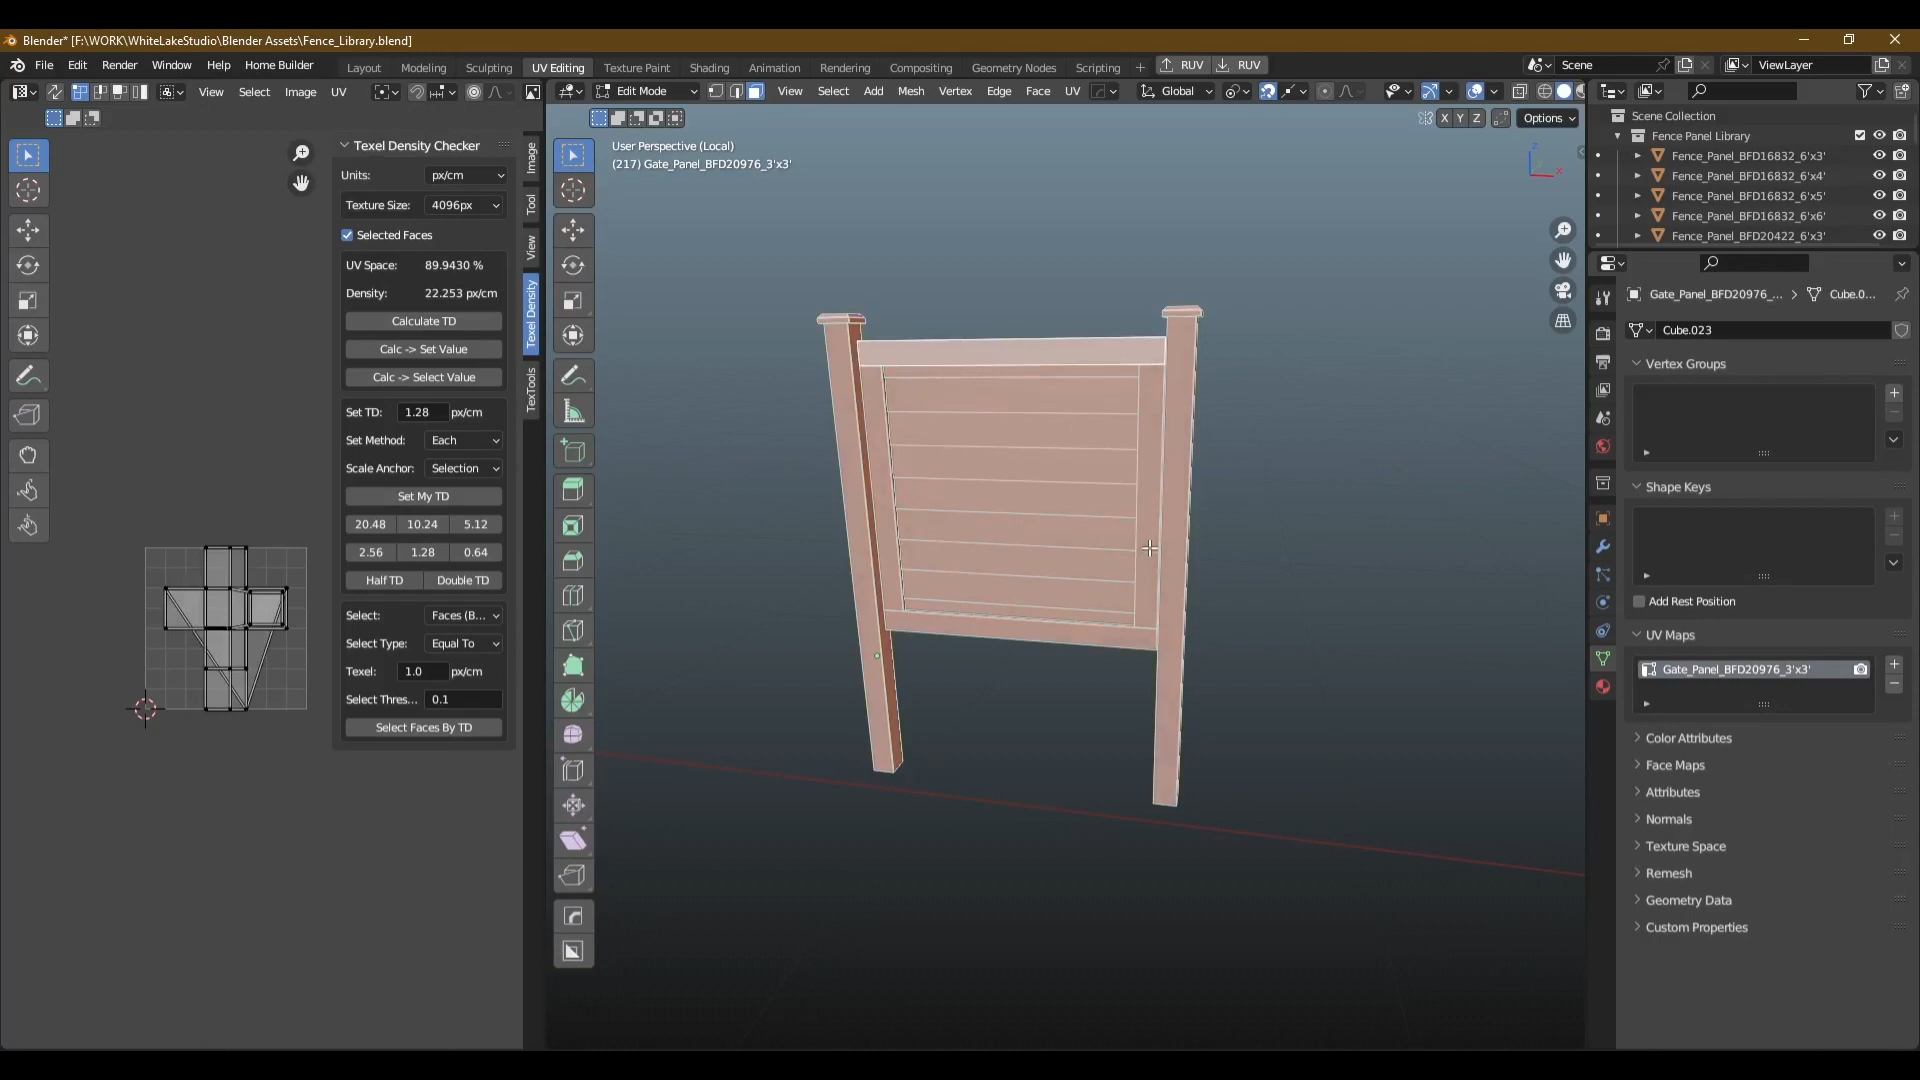 Blender* [F:\WORK\WhiteLakeStudio\Blender Assets\Fence_Library.blend]
File Edit Render Window Help Home Builder
Layout Modeling Sculpting UV Editing Texture Paint Shading Animation Rendering Compositing Geometry Nodes Scripting + RUV RUV
Scene
ViewLayer
View Select Image UV
Edit Mode
View Select Add Mesh Vertex Edge Face UV
Global
X Y Z
Options
User Perspective (Local)
(217) Gate_Panel_BFD20976_3'x3'
Texel Density Checker
Units: px/cm
Texture Size: 4096px
Selected Faces
UV Space: 89.9430 %
Density: 22.253 px/cm
Calculate TD
Calc -> Set Value
Calc -> Select Value
Set TD: 1.28 px/cm
Set Method: Each
Scale Anchor: Selection
Set My TD
20.48 10.24 5.12
2.56 1.28 0.64
Half TD Double TD
Select: Faces (B...
Select Type: Equal To
Texel: 1.0 px/cm
Select Thres... 0.1
Select Faces By TD
Image
Tool
View
Texel Density
TexTools
Z
X
Scene Collection
Fence Panel Library
Fence_Panel_BFD16832_6'x3'
Fence_Panel_BFD16832_6'x4'
Fence_Panel_BFD16832_6'x5'
Fence_Panel_BFD16832_6'x6'
Fence_Panel_BFD20422_6'x3'
Gate_Panel_BFD20976_... > Cube.0...
Cube.023
Vertex Groups
Shape Keys
Add Rest Position
UV Maps
Gate_Panel_BFD20976_3'x3'
Color Attributes
Face Maps
Attributes
Normals
Texture Space
Remesh
Geometry Data
Custom Properties